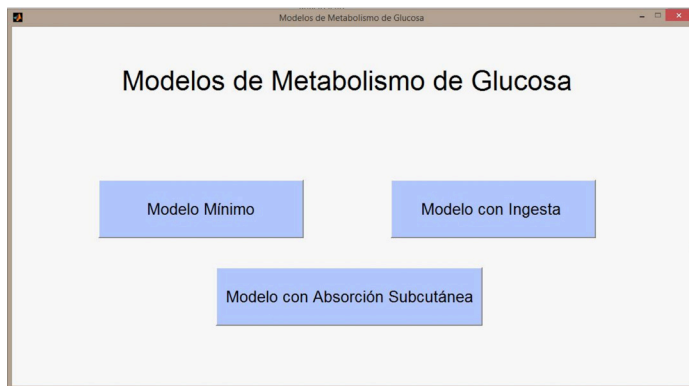 Modelos de Metabolismo de Glucosa
Modelos de Metabolismo de Glucosa
Modelo Mínimo
Modelo con Ingesta
Modelo con Absorción Subcutánea